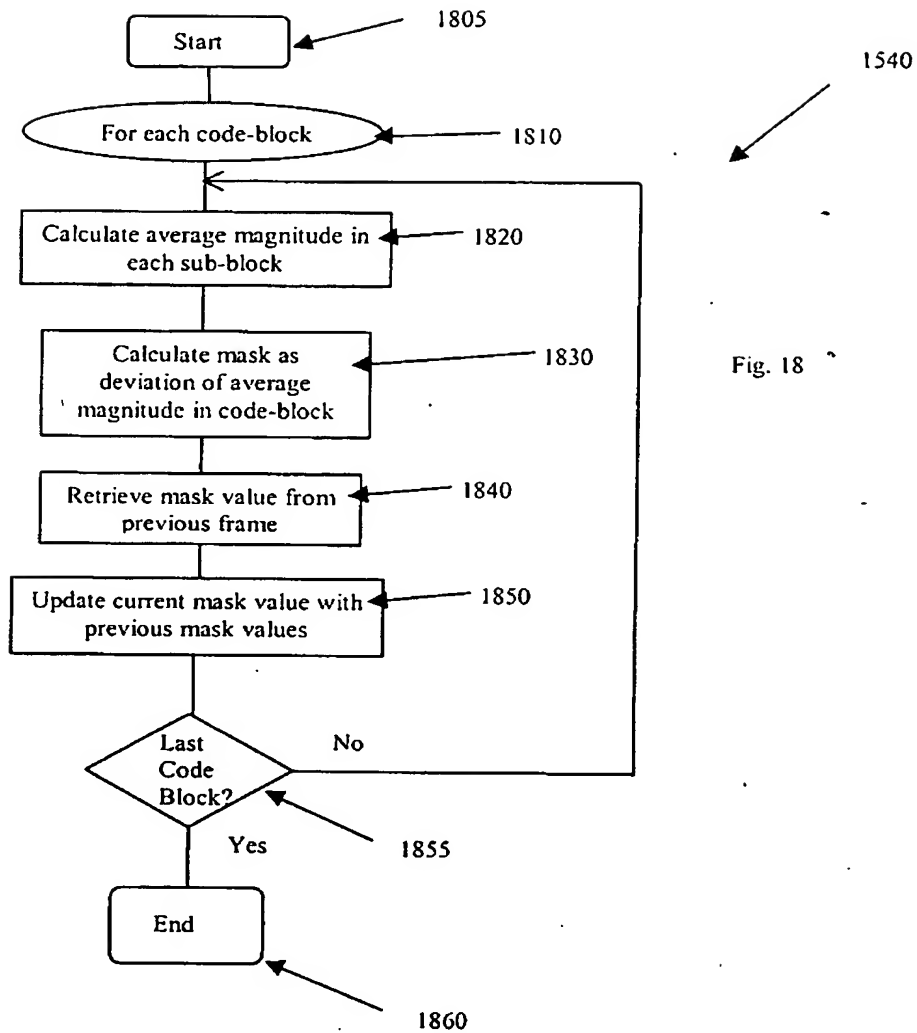 1805
Start
1540
For each code-block
1810
Calculate average magnitude in
each sub-block
1820
Calculate mask as
deviation of average
magnitude in code-block
1830
Fig. 18
Retrieve mask value from
previous frame
1840
Update current mask value with
previous mask values
1850
Last
Code
Block?
No
Yes
1855
End
1860